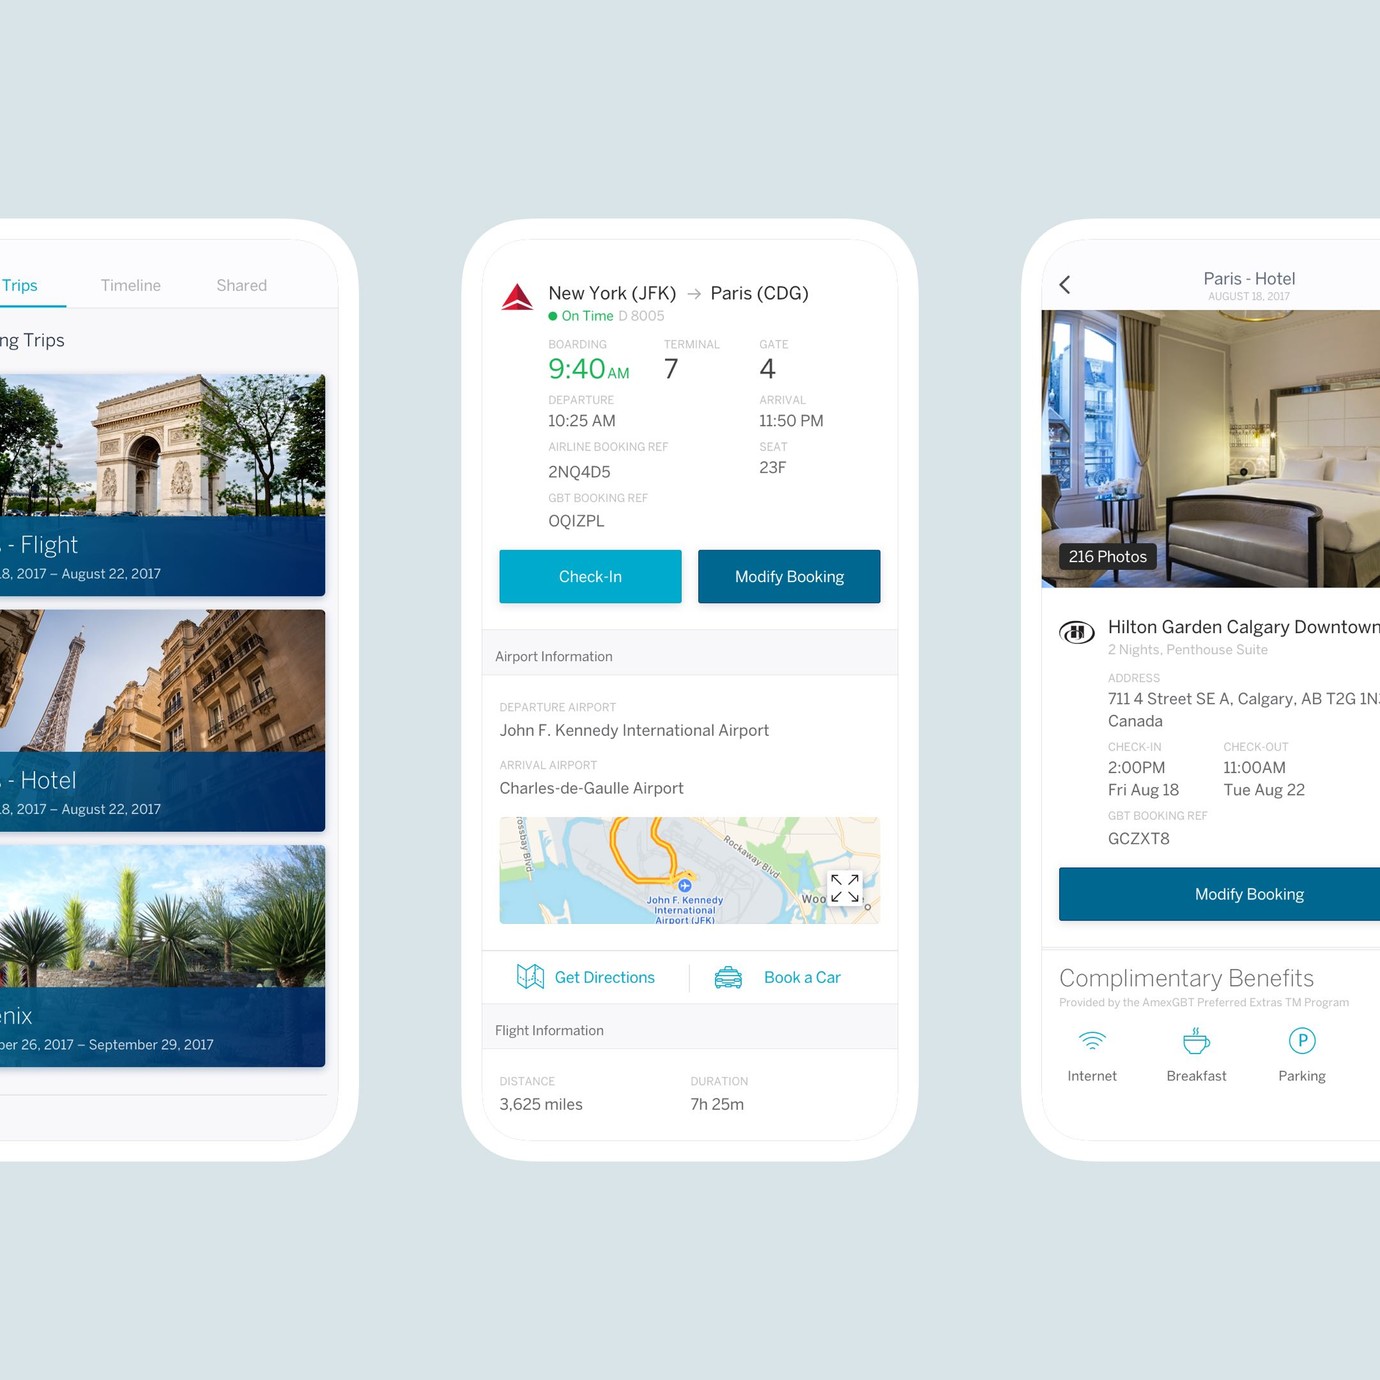 Trips Timeline Shared
ng Trips
- Flight
18, 2017 – August 22, 2017
- Hotel
18, 2017 – August 22, 2017
enix
ber 26, 2017 – September 29, 2017
New York (JFK) → Paris (CDG)
On Time D 8005
BOARDING TERMINAL GATE
9:40 AM 7 4
DEPARTURE ARRIVAL
10:25 AM 11:50 PM
AIRLINE BOOKING REF SEAT
2NQ4D5 23F
GBT BOOKING REF
OQIZPL
Check-In Modify Booking
Airport Information
DEPARTURE AIRPORT
John F. Kennedy International Airport
ARRIVAL AIRPORT
Charles-de-Gaulle Airport
rossbay Blvd
Rockaway Blvd
Woo
John F. Kennedy
International
Airport (JFK)
Get Directions Book a Car
Flight Information
DISTANCE DURATION
3,625 miles 7h 25m
Paris - Hotel
AUGUST 18, 2017
216 Photos
Hilton Garden Calgary Downtown
2 Nights, Penthouse Suite
ADDRESS
711 4 Street SE A, Calgary, AB T2G 1N
Canada
CHECK-IN CHECK-OUT
2:00PM 11:00AM
Fri Aug 18 Tue Aug 22
GBT BOOKING REF
GCZXT8
Modify Booking
Complimentary Benefits
Provided by the AmexGBT Preferred Extras TM Program
P
Internet Breakfast Parking